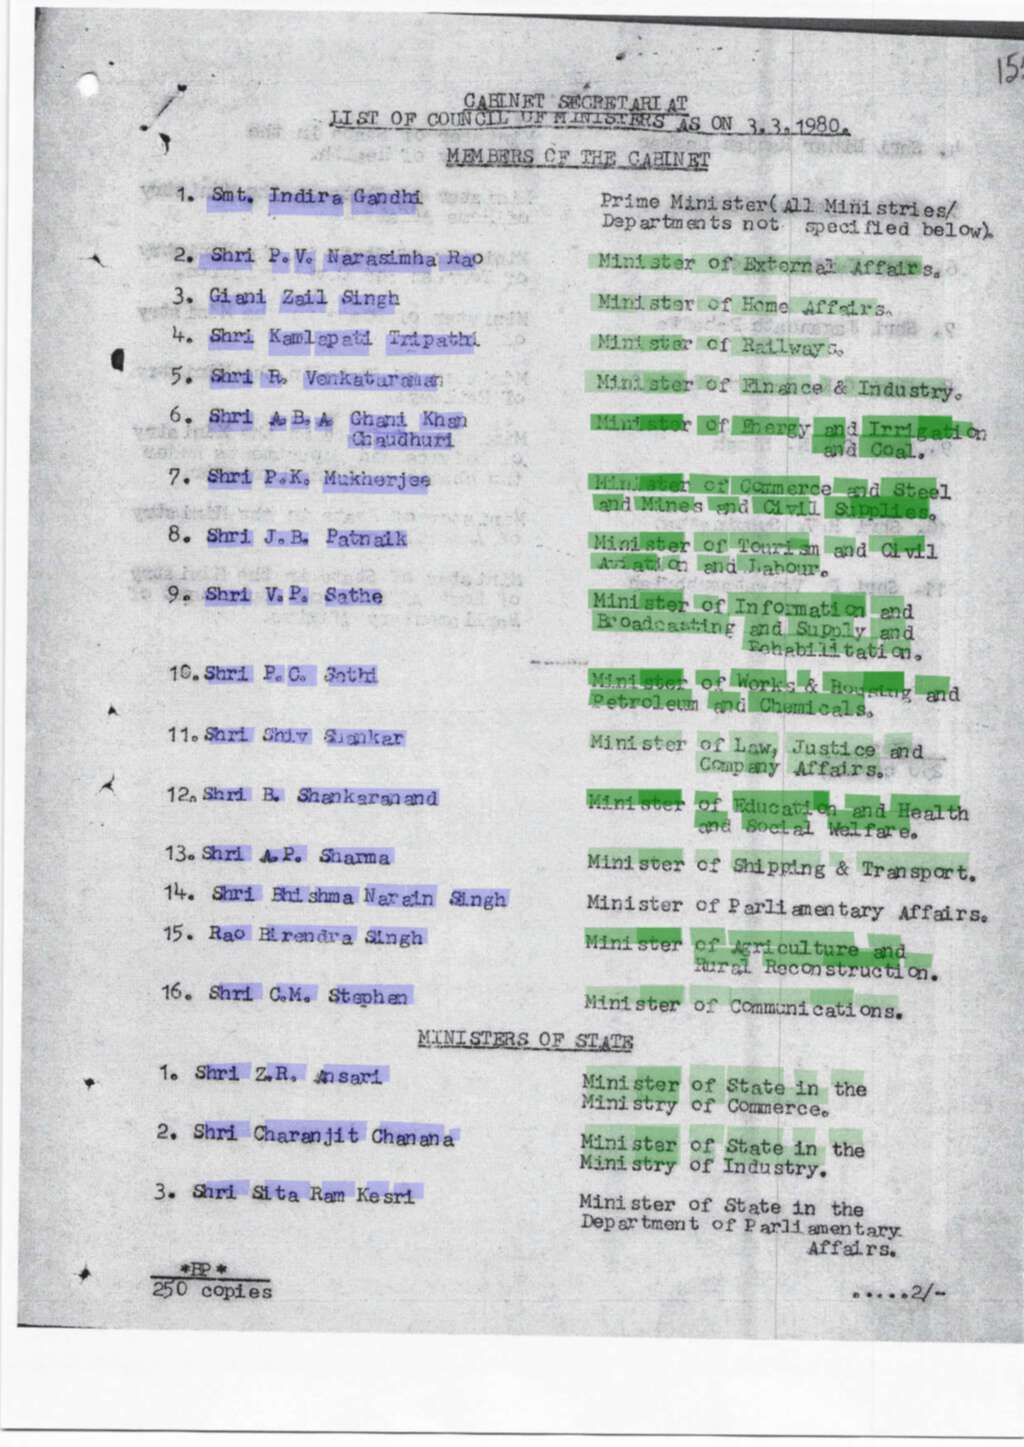 155
CABINET SECRETARIAT
LIST OF COUNCIL OF MINISTERS AS ON 3.3.1980.
MEMBERS OF THE CABINET
1. Smt. Indira Gandhi
Prime Minister(All Ministries/
Departments not specified below).
2. Shri P.V. Narasimha Rao
Minister of External Affairs.
3. Giani Zail Singh
Minister of Home Affairs.
4. Shri Kamlapati Tripathi
Minister of Railways.
5. Shri R. Venkataraman
Minister of Finance & Industry.
6. Shri A.B.A. Ghani Khan
Chaudhuri
Minister of Energy and Irrigation
and Coal.
7. Shri P.K. Mukherjee
Minister of Commerce and Steel
and Mines and Civil Supplies.
8. Shri J.B. Patnaik
Minister of Tourism and Civil
Aviation and Labour.
9. Shri V.P. Sathe
Minister of Information and
Broadcasting and Supply and
Rehabilitation.
10. Shri P.C. Sethi
Minister of Works & Housing and
Petroleum and Chemicals.
11. Shri Shiv Shankar
Minister of Law, Justice and
Company Affairs.
12. Shri B. Shankaranand
Minister of Education and Health
and Social Welfare.
13. Shri A.P. Sharma
Minister of Shipping & Transport.
14. Shri Bhishma Narain Singh
Minister of Parliamentary Affairs.
15. Rao Birendra Singh
Minister of Agriculture and
Rural Reconstruction.
16. Shri C.M. Stephen
Minister of Communications.
MINISTERS OF STATE
1. Shri Z.R. Ansari
Minister of State in the
Ministry of Commerce.
2. Shri Charanjit Chanana
Minister of State in the
Ministry of Industry.
3. Shri Sita Ram Kesri
Minister of State in the
Department of Parliamentary
Affairs.
*HP*
250 copies
.....2/-